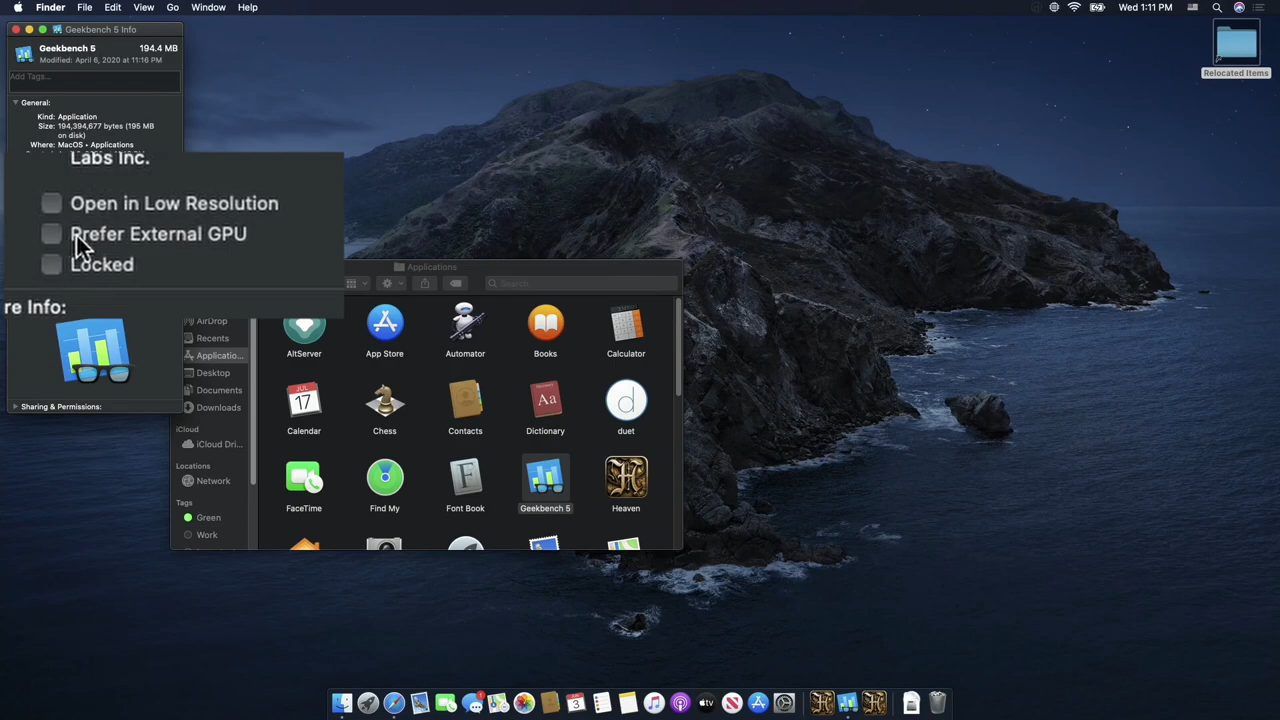 Finder File Edit View Go Window Help
Wed 1:11 PM
Geekbench 5 Info
Geekbench 5 194.4 MB
Modified: April 6, 2020 at 11:16 PM
Add Tags...
General:
Kind: Application
Size: 194,394,677 bytes (195 MB
on disk)
Where: MacOS • Applications
Labs Inc.
Open in Low Resolution
Prefer External GPU
Locked
re Info:
Sharing & Permissions:
Relocated Items
Applications
Search
AirDrop
Recents
Applicatio...
Desktop
Documents
Downloads
iCloud
iCloud Dri...
Locations
Network
Tags
Green
Work
AltServer
App Store
Automator
Books
Calculator
JUL
17
Aa
d
Calendar
Chess
Contacts
Dictionary
duet
F
H
FaceTime
Find My
Font Book
Geekbench 5
Heaven